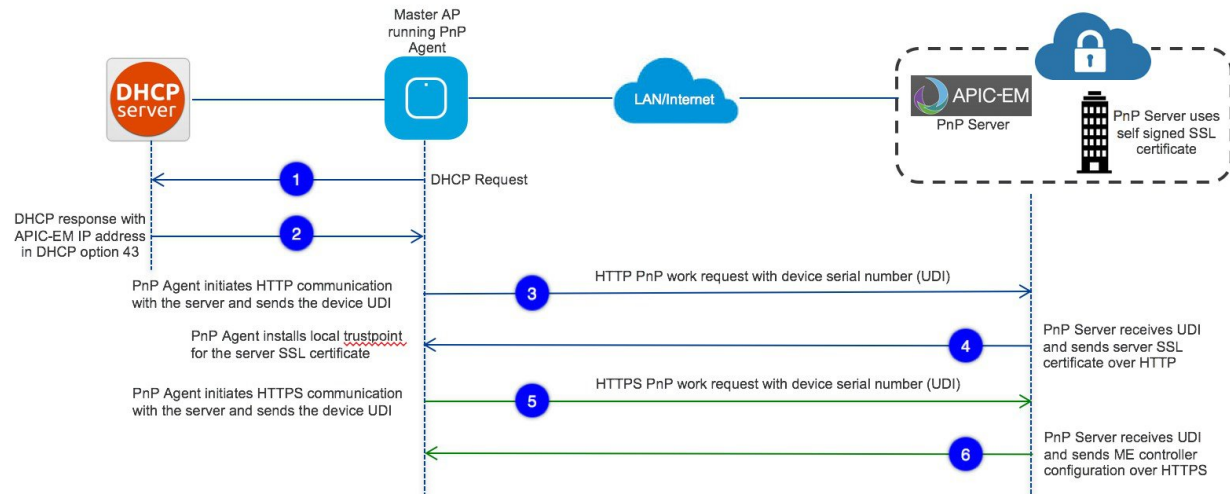 Master AP
running PnP
Agent
DHCP
server
LAN/Internet
APIC-EM
PnP Server
PnP Server uses
self signed SSL
certificate
1
DHCP Request
DHCP response with
APIC-EM IP address
in DHCP option 43
2
PnP Agent initiates HTTP communication
with the server and sends the device UDI
3
HTTP PnP work request with device serial number (UDI)
PnP Agent installs local trustpoint
for the server SSL certificate
4
PnP Server receives UDI
and sends server SSL
certificate over HTTP
PnP Agent initiates HTTPS communication
with the server and sends the device UDI
5
HTTPS PnP work request with device serial number (UDI)
6
PnP Server receives UDI
and sends ME controller
configuration over HTTPS